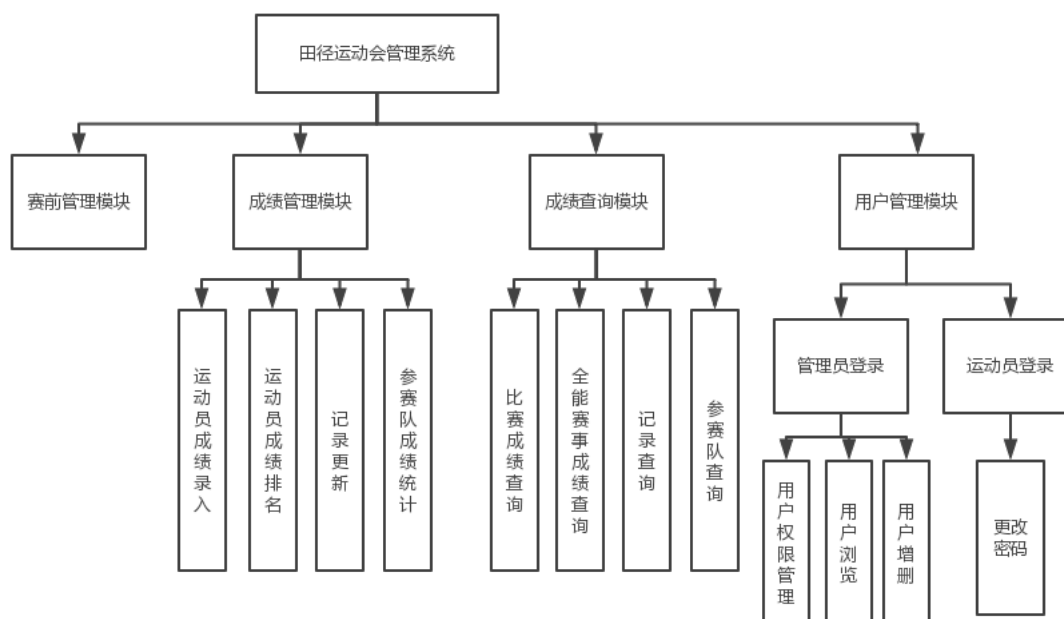 田径运动会管理系统
赛前管理模块
成绩管理模块
成绩查询模块
用户管理模块
运动员成绩录入
运动员成绩排名
记录更新
参赛队成绩统计
比赛成绩查询
全能赛事成绩查询
记录查询
参赛队查询
管理员登录
运动员登录
用户权限管理
用户浏览
用户增删
更改
密码